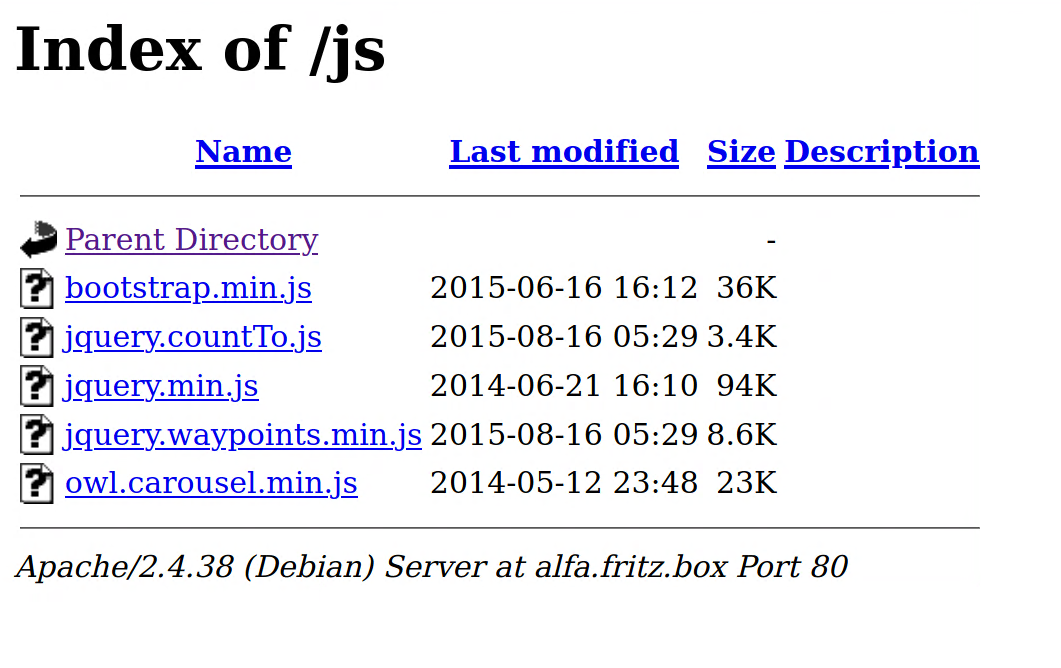 Index of /js
Name Last modified Size Description
Parent Directory -
bootstrap.min.js 2015-06-16 16:12 36K
jquery.countTo.js 2015-08-16 05:29 3.4K
jquery.min.js 2014-06-21 16:10 94K
jquery.waypoints.min.js 2015-08-16 05:29 8.6K
owl.carousel.min.js 2014-05-12 23:48 23K
Apache/2.4.38 (Debian) Server at alfa.fritz.box Port 80